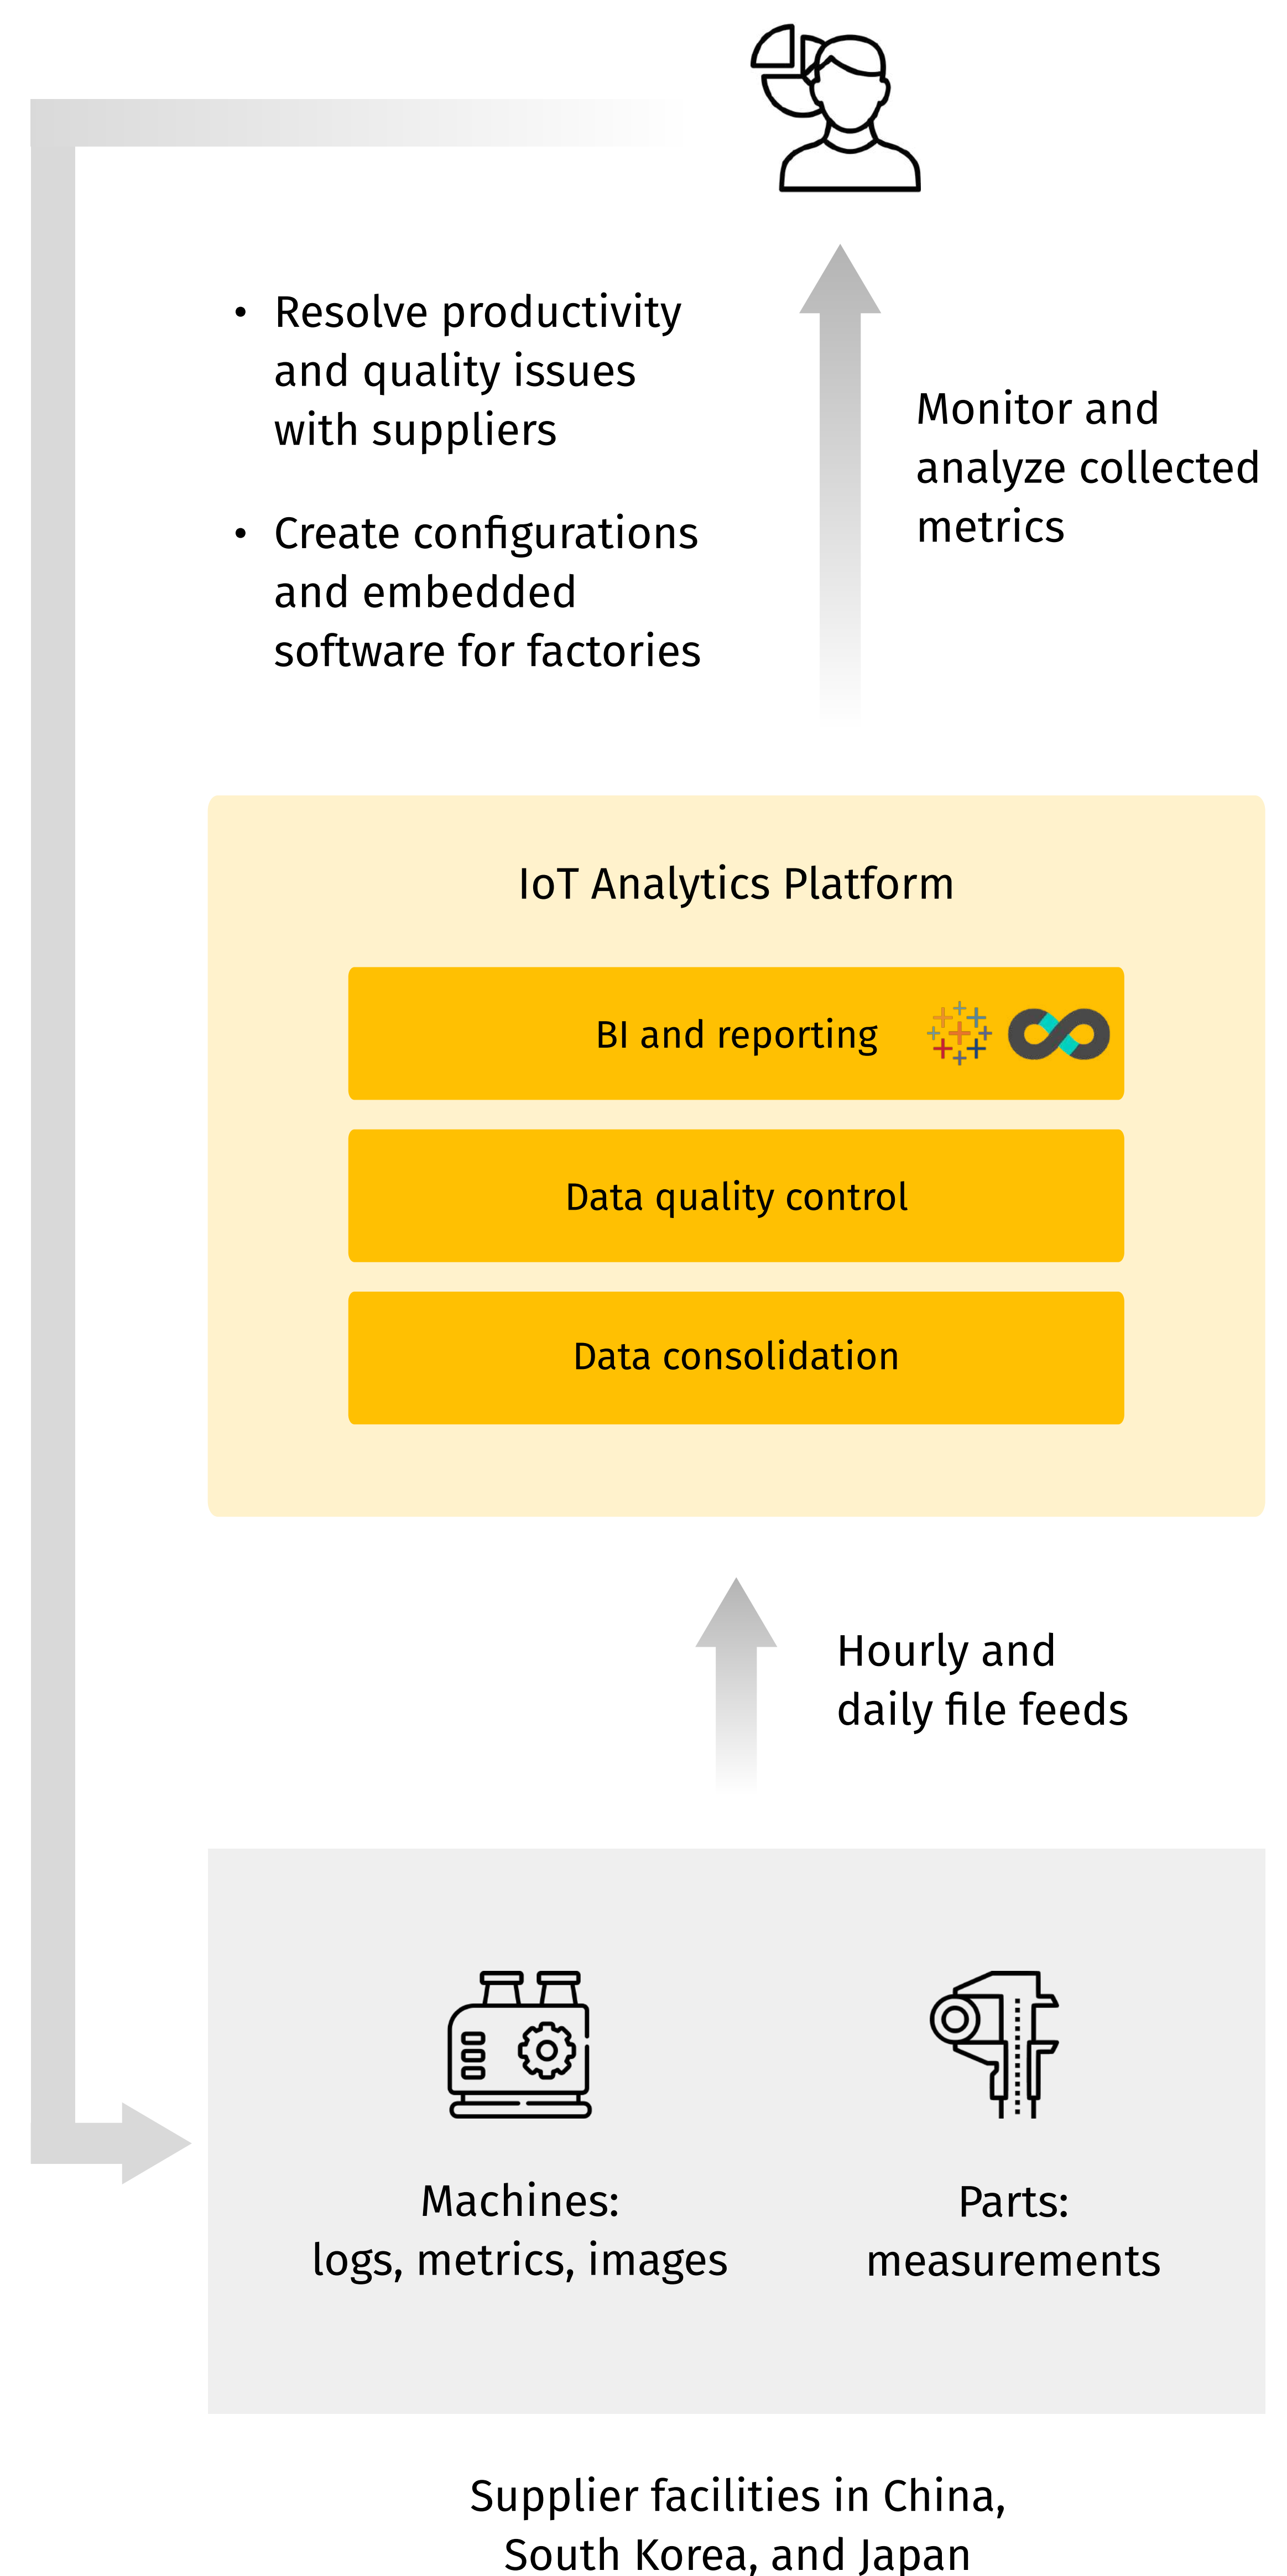 • Resolve productivity
and quality issues
with suppliers
• Create configurations
and embedded
software for factories
Monitor and
analyze collected
metrics
IoT Analytics Platform
BI and reporting
Data quality control
Data consolidation
Hourly and
daily file feeds
Machines:
logs, metrics, images
Parts:
measurements
Supplier facilities in China,
South Korea, and Japan